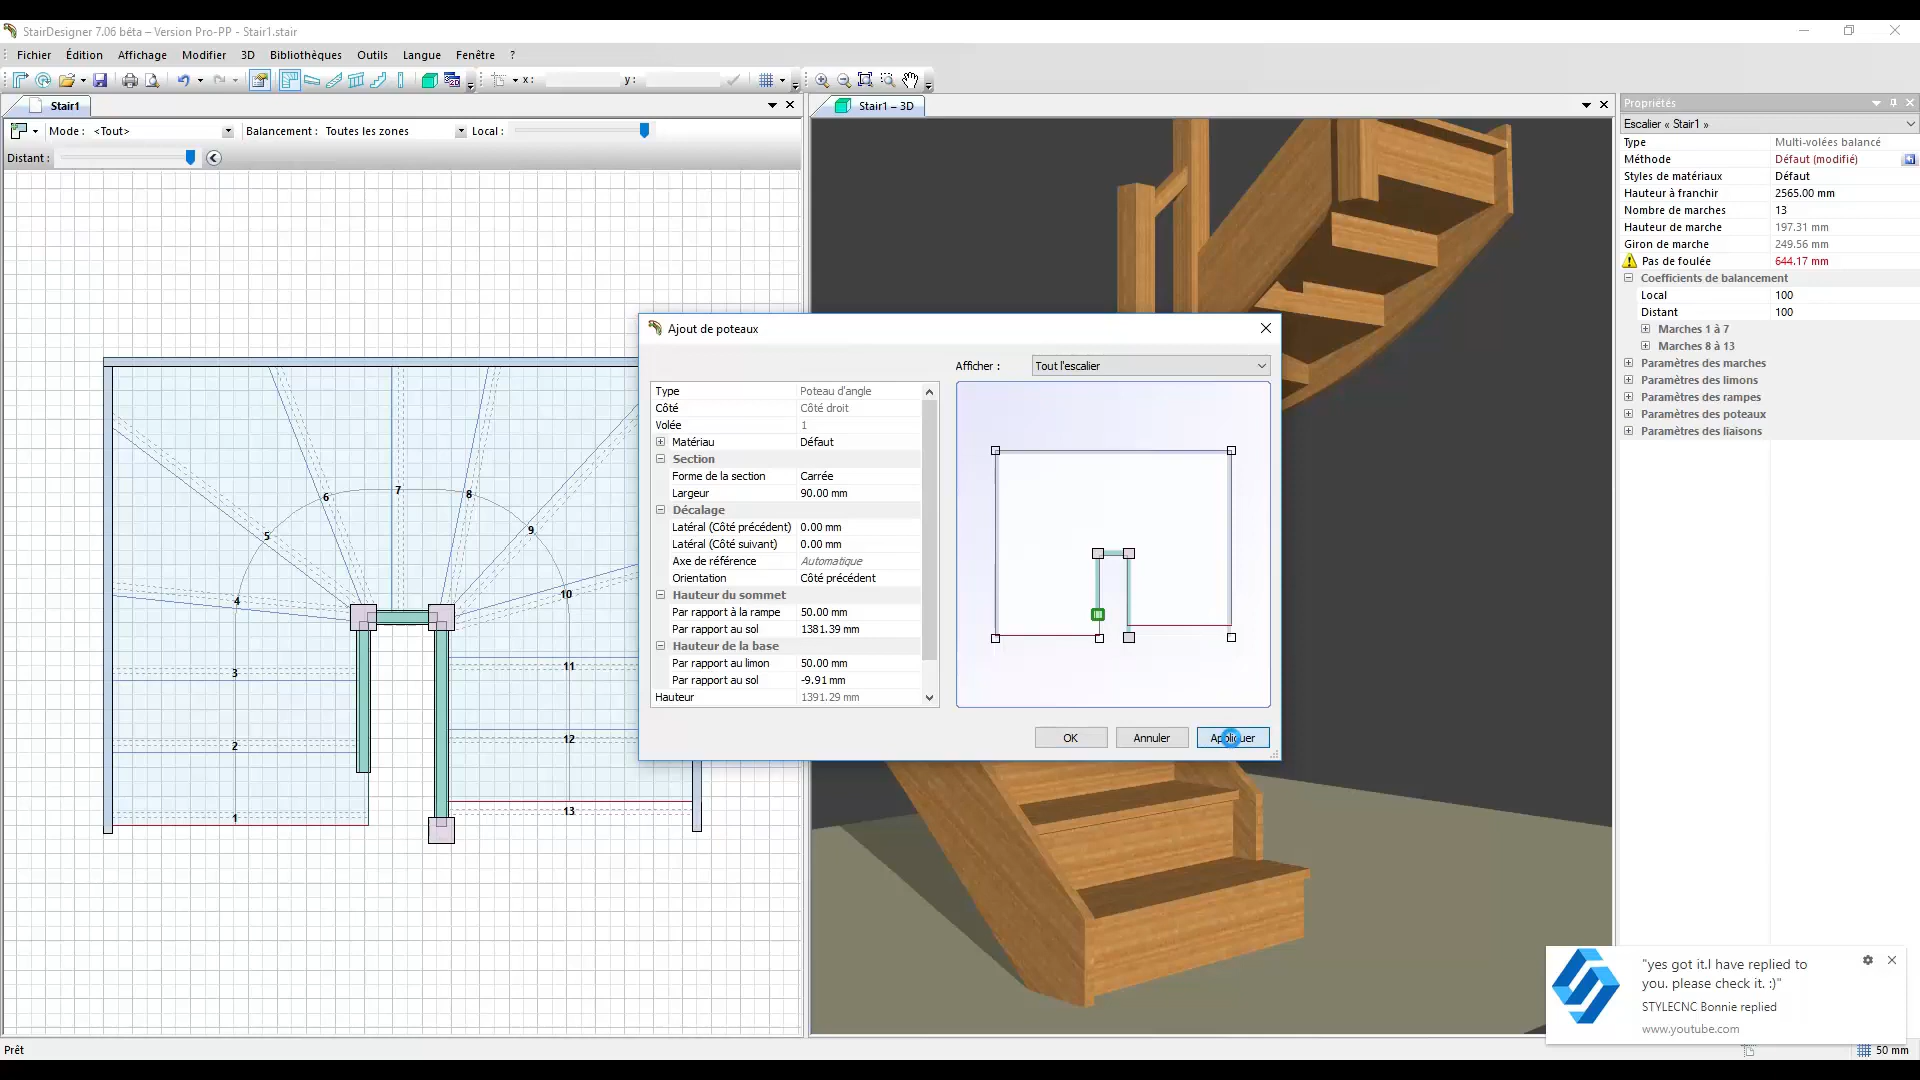 StairDesigner 7.06 bêta – Version Pro-PP - Stair1.stair
Fichier Édition Affichage Modifier 3D Bibliothèques Outils Langue Fenêtre ?
x: y:
Stair1
Mode : <Tout> Balancement : Toutes les zones Local :
Distant :
7
6
8
5
9
4
10
3
11
2
12
1
13
Stair1 – 3D
Ajout de poteaux
Afficher : Tout l'escalier
Type Poteau d'angle
Côté Côté droit
Volée 1
Matériau Défaut
Section
Forme de la section Carrée
Largeur 90.00 mm
Décalage
Latéral (Côté précédent) 0.00 mm
Latéral (Côté suivant) 0.00 mm
Axe de référence Automatique
Orientation Côté précédent
Hauteur du sommet
Par rapport à la rampe 50.00 mm
Par rapport au sol 1381.39 mm
Hauteur de la base
Par rapport au limon 50.00 mm
Par rapport au sol -9.91 mm
Hauteur 1391.29 mm
OK Annuler Appliquer
Propriétés
Escalier « Stair1 »
Type Multi-volées balancé
Méthode Défaut (modifié)
Styles de matériaux Défaut
Hauteur à franchir 2565.00 mm
Nombre de marches 13
Hauteur de marche 197.31 mm
Giron de marche 249.56 mm
Pas de foulée 644.17 mm
Coefficients de balancement
Local 100
Distant 100
Marches 1 à 7
Marches 8 à 13
Paramètres des marches
Paramètres des limons
Paramètres des rampes
Paramètres des poteaux
Paramètres des liaisons
"yes got it.I have replied to
you. please check it. :)"
STYLECNC Bonnie replied
www.youtube.com
Prêt
50 mm